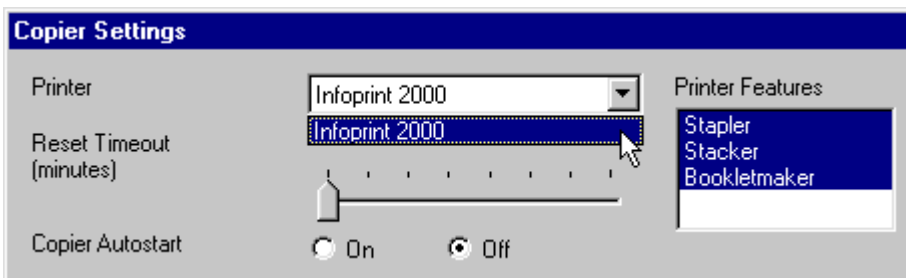 Copier Settings
Printer
Infoprint 2000
Infoprint 2000
Printer Features
Stapler
Stacker
Bookletmaker
Reset Timeout
(minutes)
Copier Autostart
On
Off